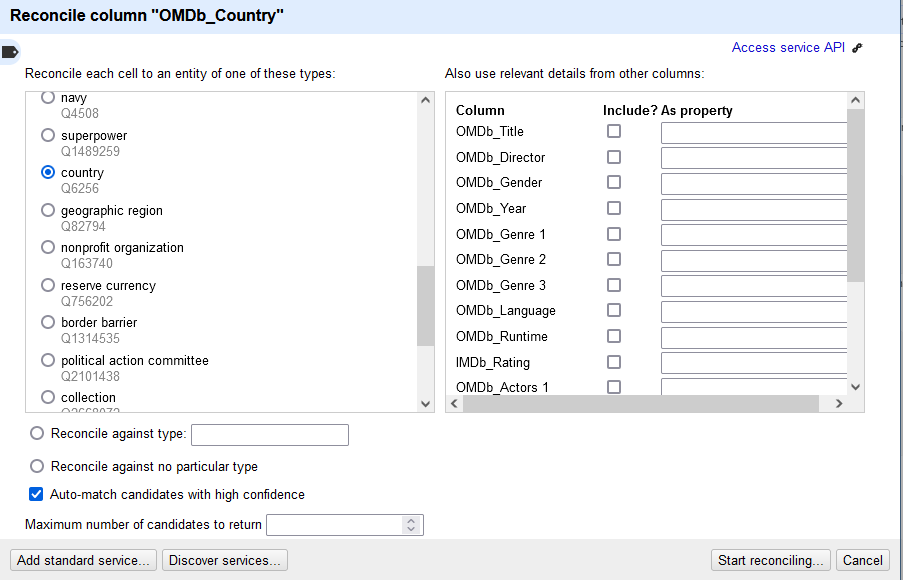 Reconcile column "OMDb_Country"
Access service API
Reconcile each cell to an entity of one of these types:
navy
Q4508
superpower
Q1489259
country
Q6256
geographic region
Q82794
nonprofit organization
Q163740
reserve currency
Q756202
border barrier
Q1314535
political action committee
Q2101438
collection
Also use relevant details from other columns:
Column Include? As property
OMDb_Title
OMDb_Director
OMDb_Gender
OMDb_Year
OMDb_Genre 1
OMDb_Genre 2
OMDb_Genre 3
OMDb_Language
OMDb_Runtime
IMDb_Rating
OMDb_Actors 1
Reconcile against type:
Reconcile against no particular type
Auto-match candidates with high confidence
Maximum number of candidates to return
Add standard service... Discover services... Start reconciling... Cancel